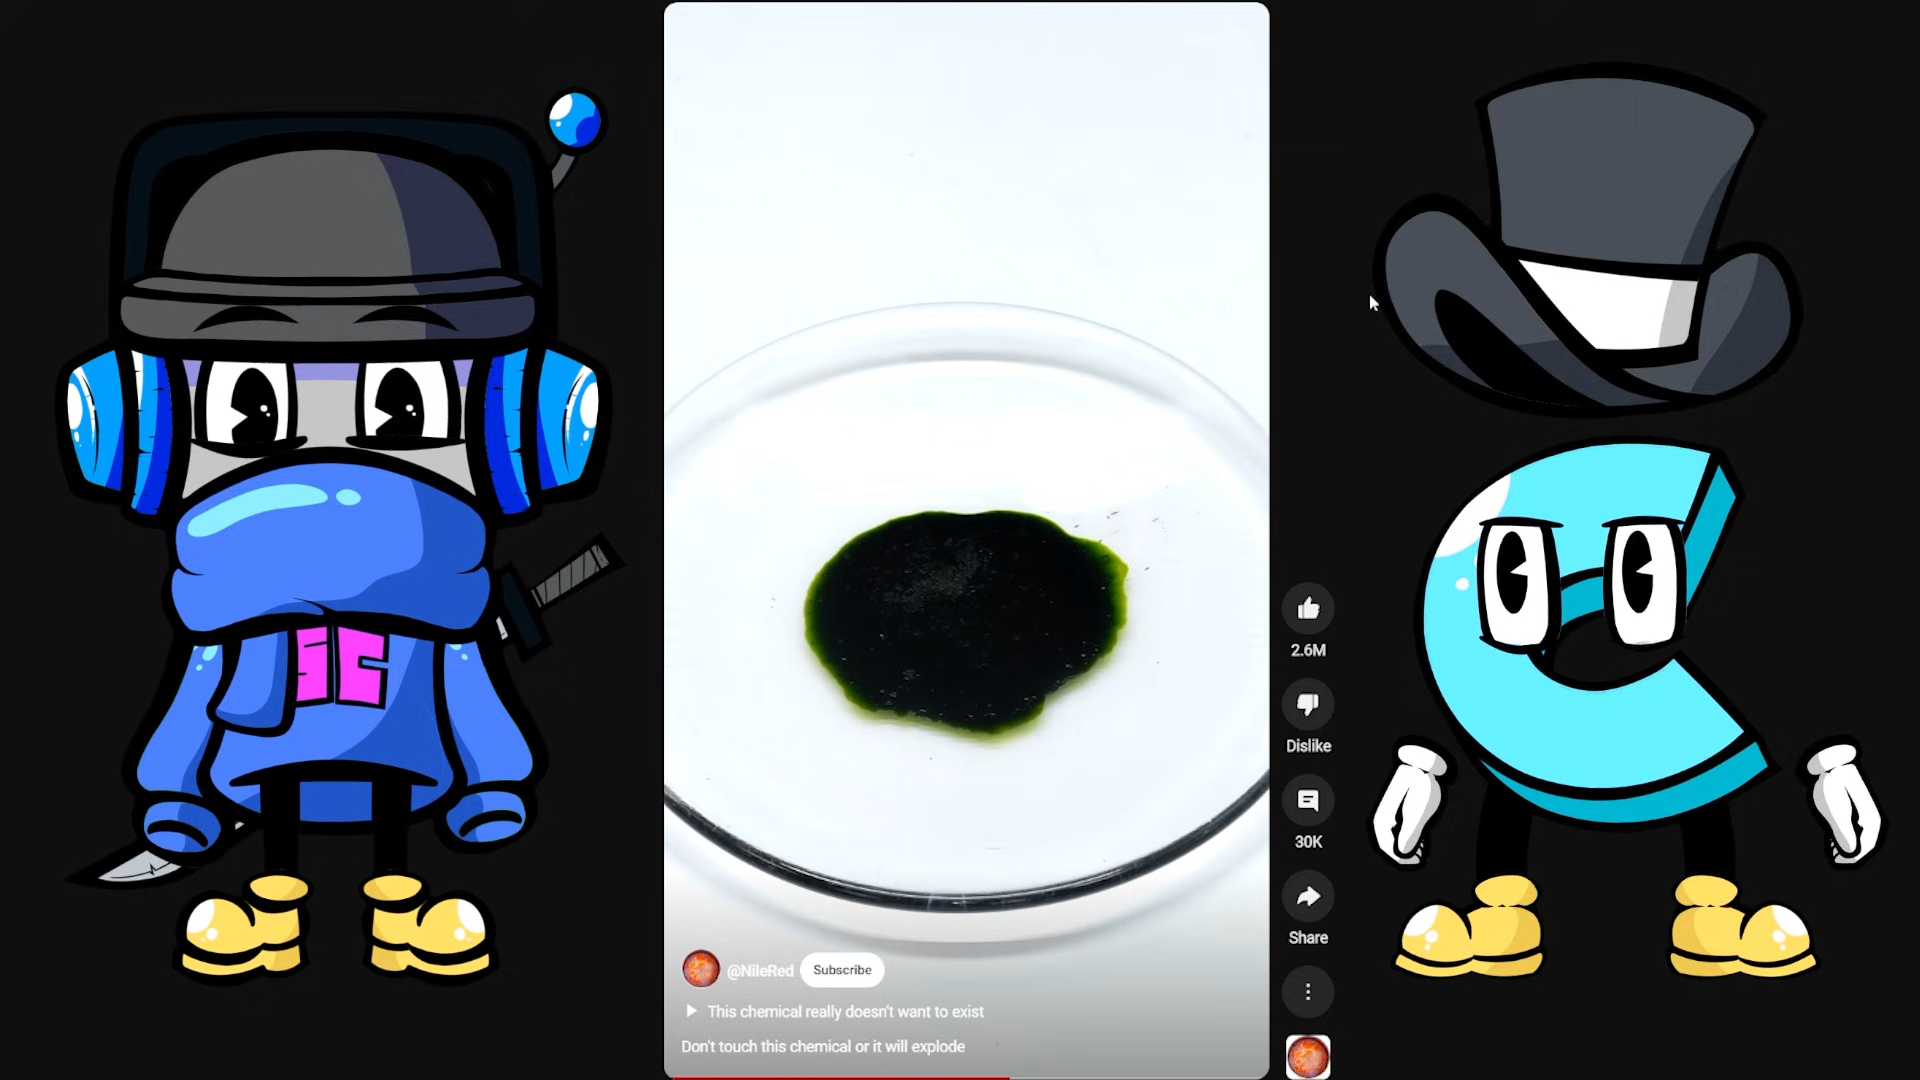 SC
2.6M
Dislike
30K
Share
@NileRed Subscribe
This chemical really doesn't want to exist
Don't touch this chemical or it will explode